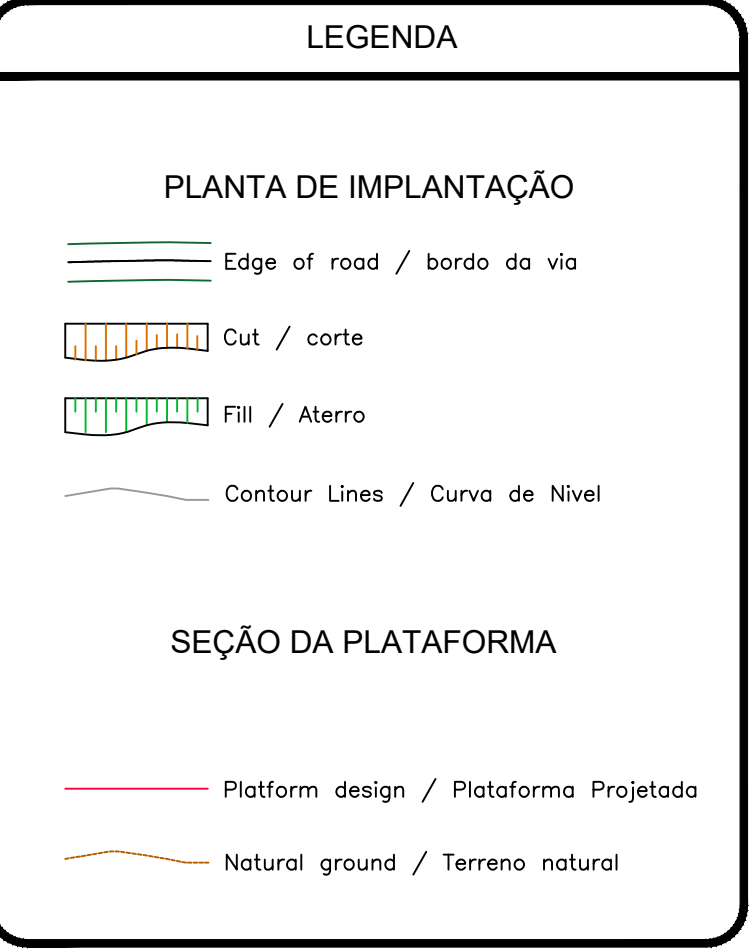 LEGENDA
PLANTA DE IMPLANTAÇÃO
Edge of road / bordo da via
Cut / corte
Fill / Aterro
Contour Lines / Curva de Nivel
SEÇÃO DA PLATAFORMA
Platform design / Plataforma Projetada
Natural ground / Terreno natural